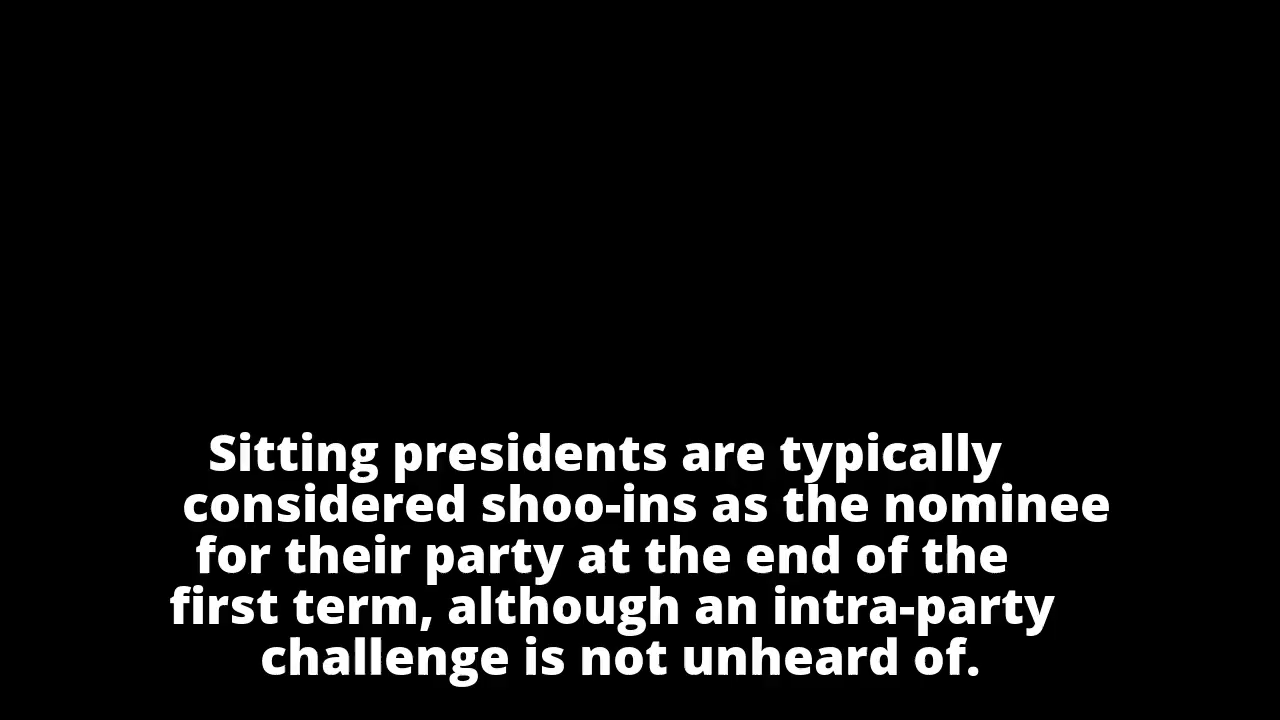 Sitting presidents are typically
considered shoo-ins as the nominee
for their party at the end of the
first term, although an intra-party
challenge is not unheard of.